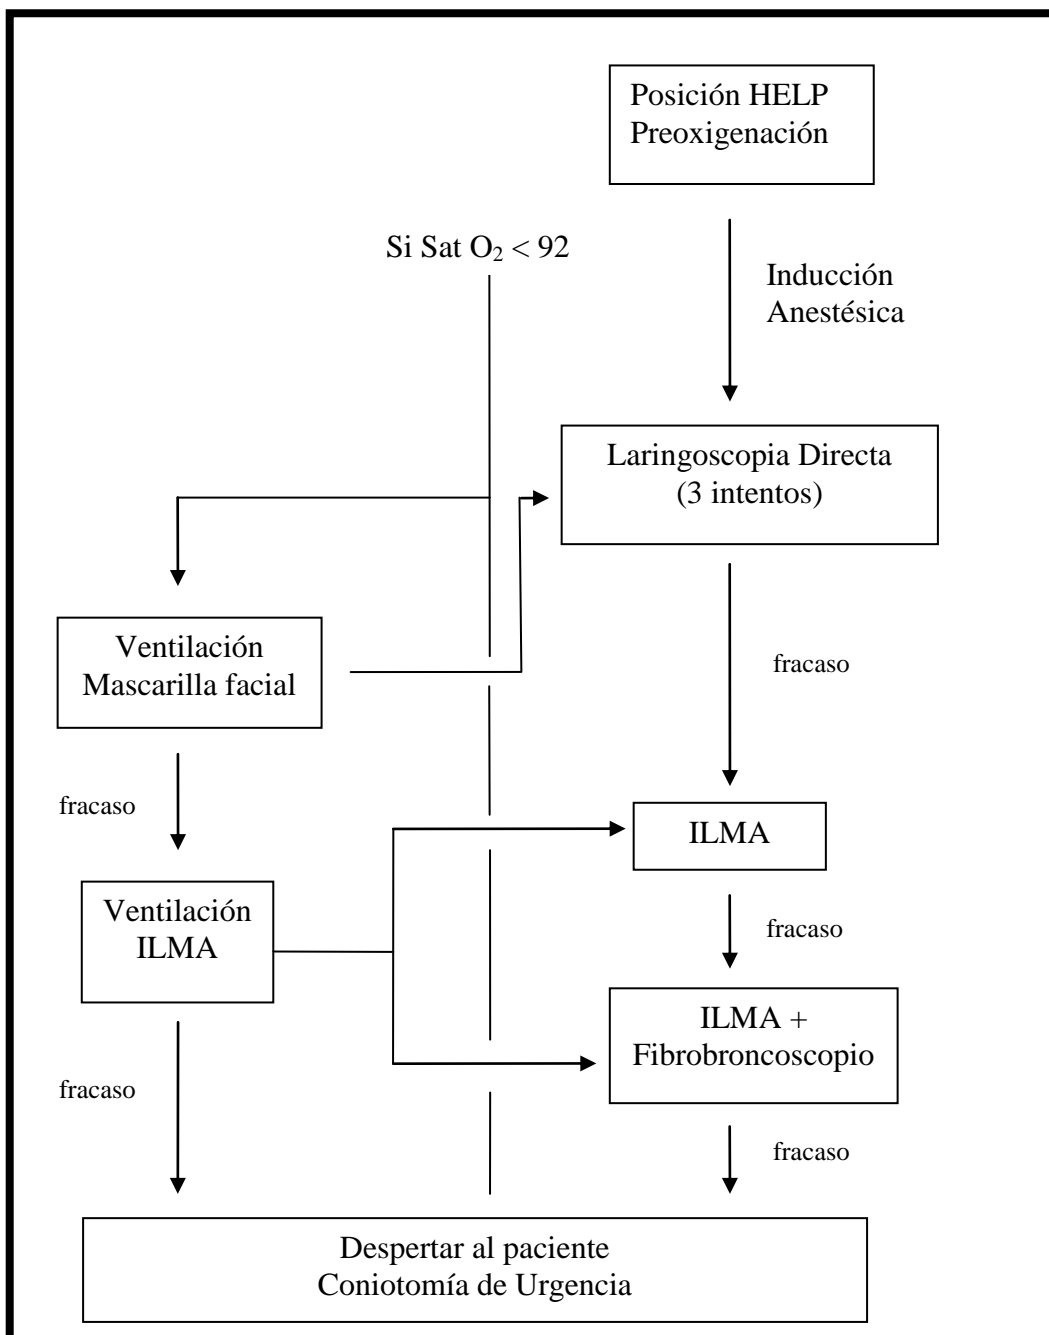 Posición HELP
Preoxigenación
Si Sat O₂ < 92
Inducción
Anestésica
Laringoscopia Directa
(3 intentos)
Ventilación
Mascarilla facial
fracaso
fracaso
ILMA
Ventilación
ILMA
fracaso
ILMA +
Fibrobroncoscopio
fracaso
fracaso
Despertar al paciente
Coniotomía de Urgencia